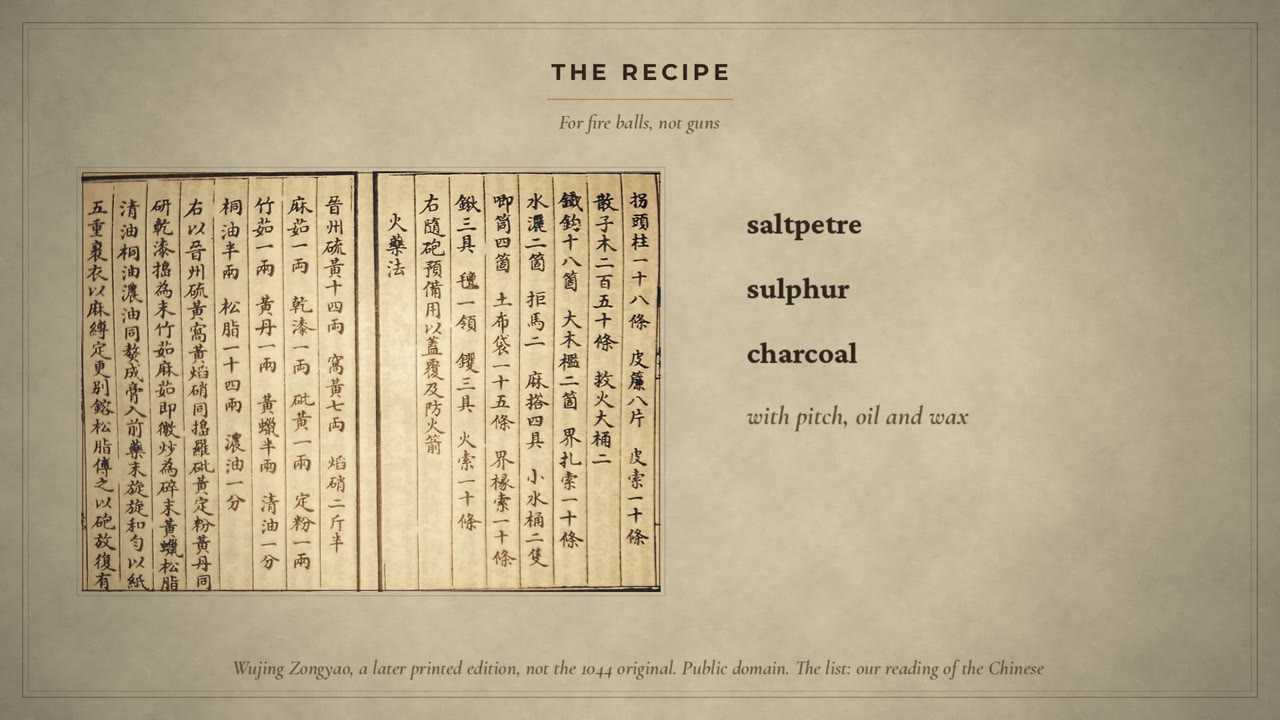 THE RECIPE
For fire balls, not guns
拐頭柱一十八條 皮簾八片 皮索一十條
散子木二百五十條 救火大桶二
鐵鈎十八箇 大木檻二箇 界扎索一十條
水濃二箇 拒馬二 麻搭四具 小水桶二隻
唧筒四箇 土布袋一十五條 界椽索一十條
鍬三具 氊一領 钁三具 火索一十條
右隨砲預備用以蓋覆及防火箭
火藥法
晉州硫黃十四兩 窩黃七兩 焰硝二斤半
麻茹一兩 乾漆一兩 砒黃一兩 定粉一兩
竹茹一兩 黃丹一兩 黃蠟半兩 清油一分
桐油半兩 松脂一十四兩 濃油一分
右以晉州硫黃窩黃焰硝同搗羅砒黃定粉黃丹同
研乾漆搗為末竹茹麻茹即微炒為碎末黃蠟松脂
清油桐油濃油同熬成膏入前藥末旋旋和勻以紙
五重裹衣以麻縛定更別鎔松脂傅之以砲放復有
saltpetre
sulphur
charcoal
with pitch, oil and wax
Wujing Zongyao, a later printed edition, not the 1044 original. Public domain. The list: our reading of the Chinese